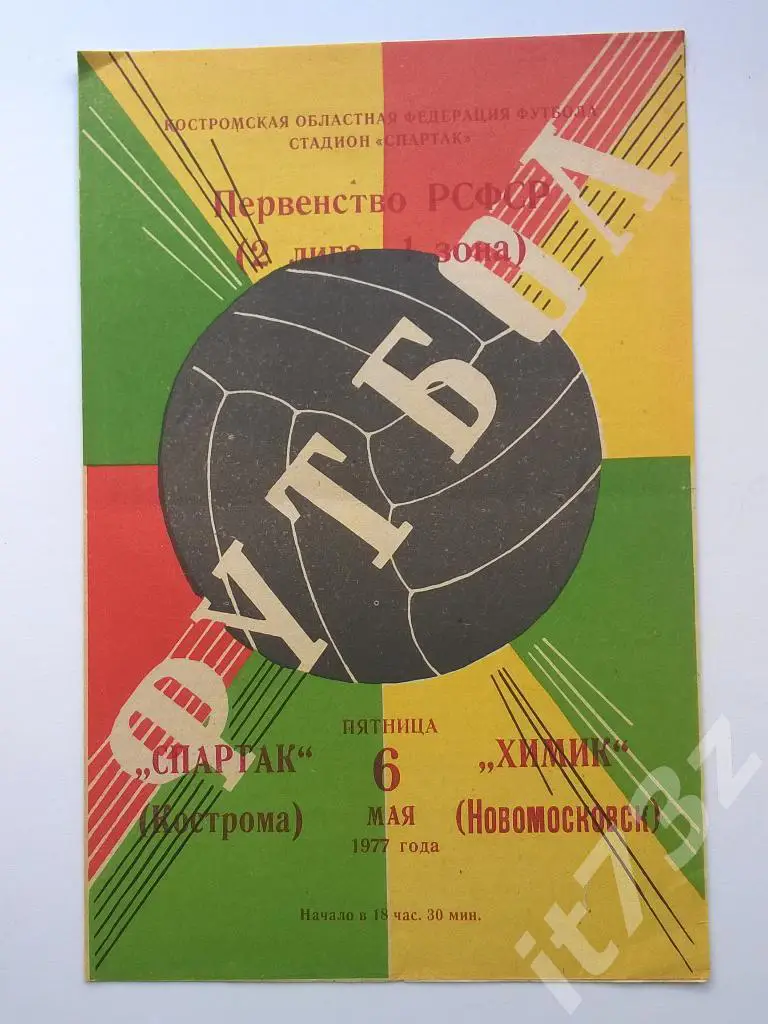 КОСТРОМСКАЯ ОБЛАСТНАЯ ФЕДЕРАЦИЯ ФУТБОЛА
СТАДИОН «СПАРТАК»
Первенство РСФСР
(2 лига 1 зона)
ФУТБОЛ
ПЯТНИЦА
„СПАРТАК“ 6 „ХИМИК“
(Кострома) МАЯ (Новомосковск)
1977 года
Начало в 18 час. 30 мин.
it73z